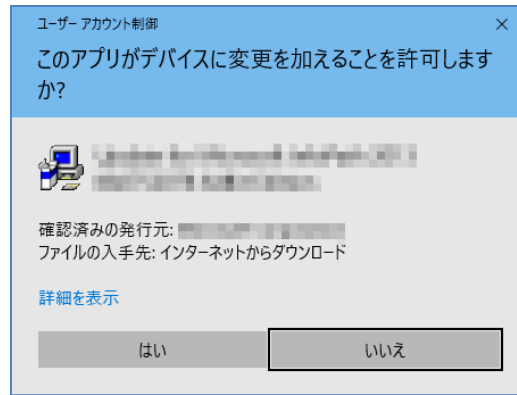 ユーザー アカウント制御
このアプリがデバイスに変更を加えることを許可します
か?
確認済みの発行元:
ファイルの入手先: インターネットからダウンロード
詳細を表示
はい
いいえ